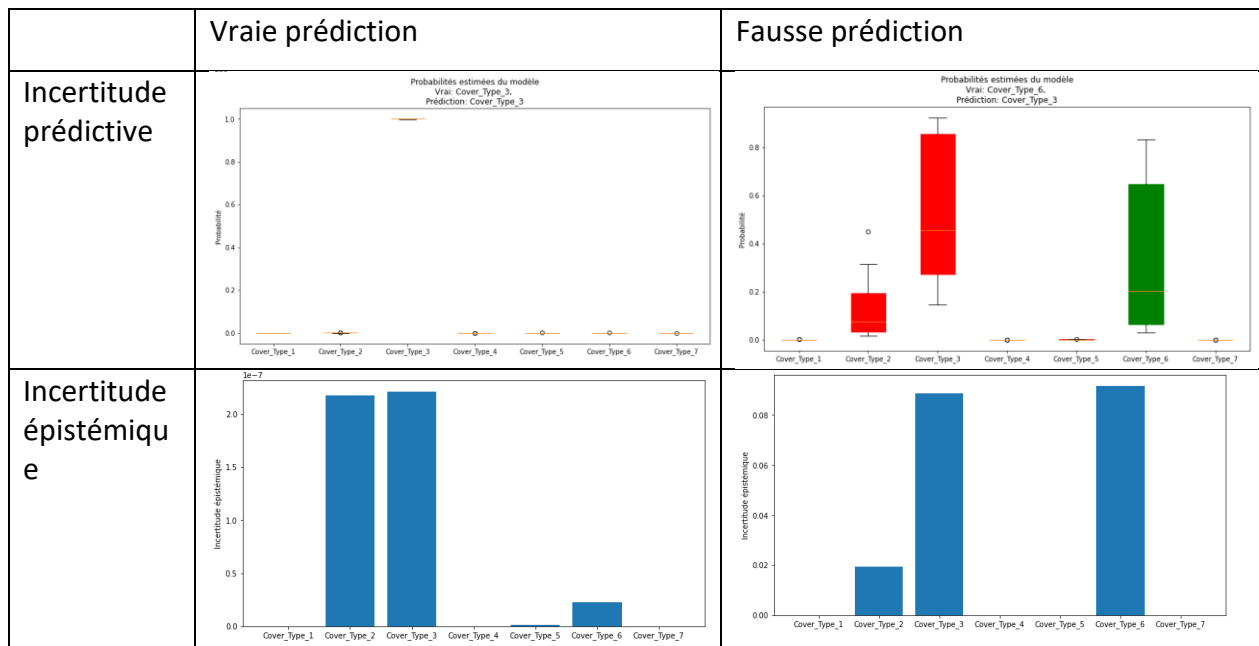 Vraie prédiction
Fausse prédiction
Incertitude
prédictive
Probabilités estimées du modèle
Vrai: Cover_Type_3,
Prédiction: Cover_Type_3
1.0
0.8
0.6
0.4
0.2
0.0
Probabilité
Cover_Type_1 Cover_Type_2 Cover_Type_3 Cover_Type_4 Cover_Type_5 Cover_Type_6 Cover_Type_7
Probabilités estimées du modèle
Vrai: Cover_Type_6,
Prédiction: Cover_Type_3
0.8
0.6
0.4
0.2
0.0
Probabilité
Cover_Type_1 Cover_Type_2 Cover_Type_3 Cover_Type_4 Cover_Type_5 Cover_Type_6 Cover_Type_7
Incertitude
épistémiqu
e
1e−7
2.0
1.5
1.0
0.5
0.0
Incertitude épistémique
Cover_Type_1 Cover_Type_2 Cover_Type_3 Cover_Type_4 Cover_Type_5 Cover_Type_6 Cover_Type_7
0.08
0.06
0.04
0.02
0.00
Incertitude épistémique
Cover_Type_1 Cover_Type_2 Cover_Type_3 Cover_Type_4 Cover_Type_5 Cover_Type_6 Cover_Type_7